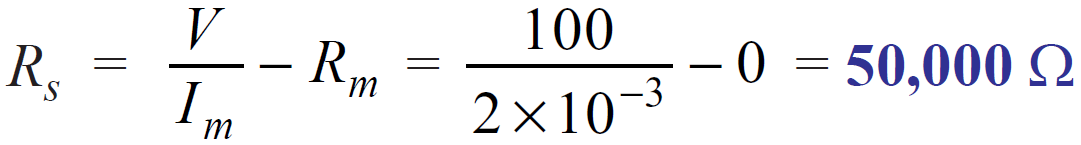 R_s = V / I_m − R_m = 100 / 2×10^−3 − 0 = 50,000 Ω